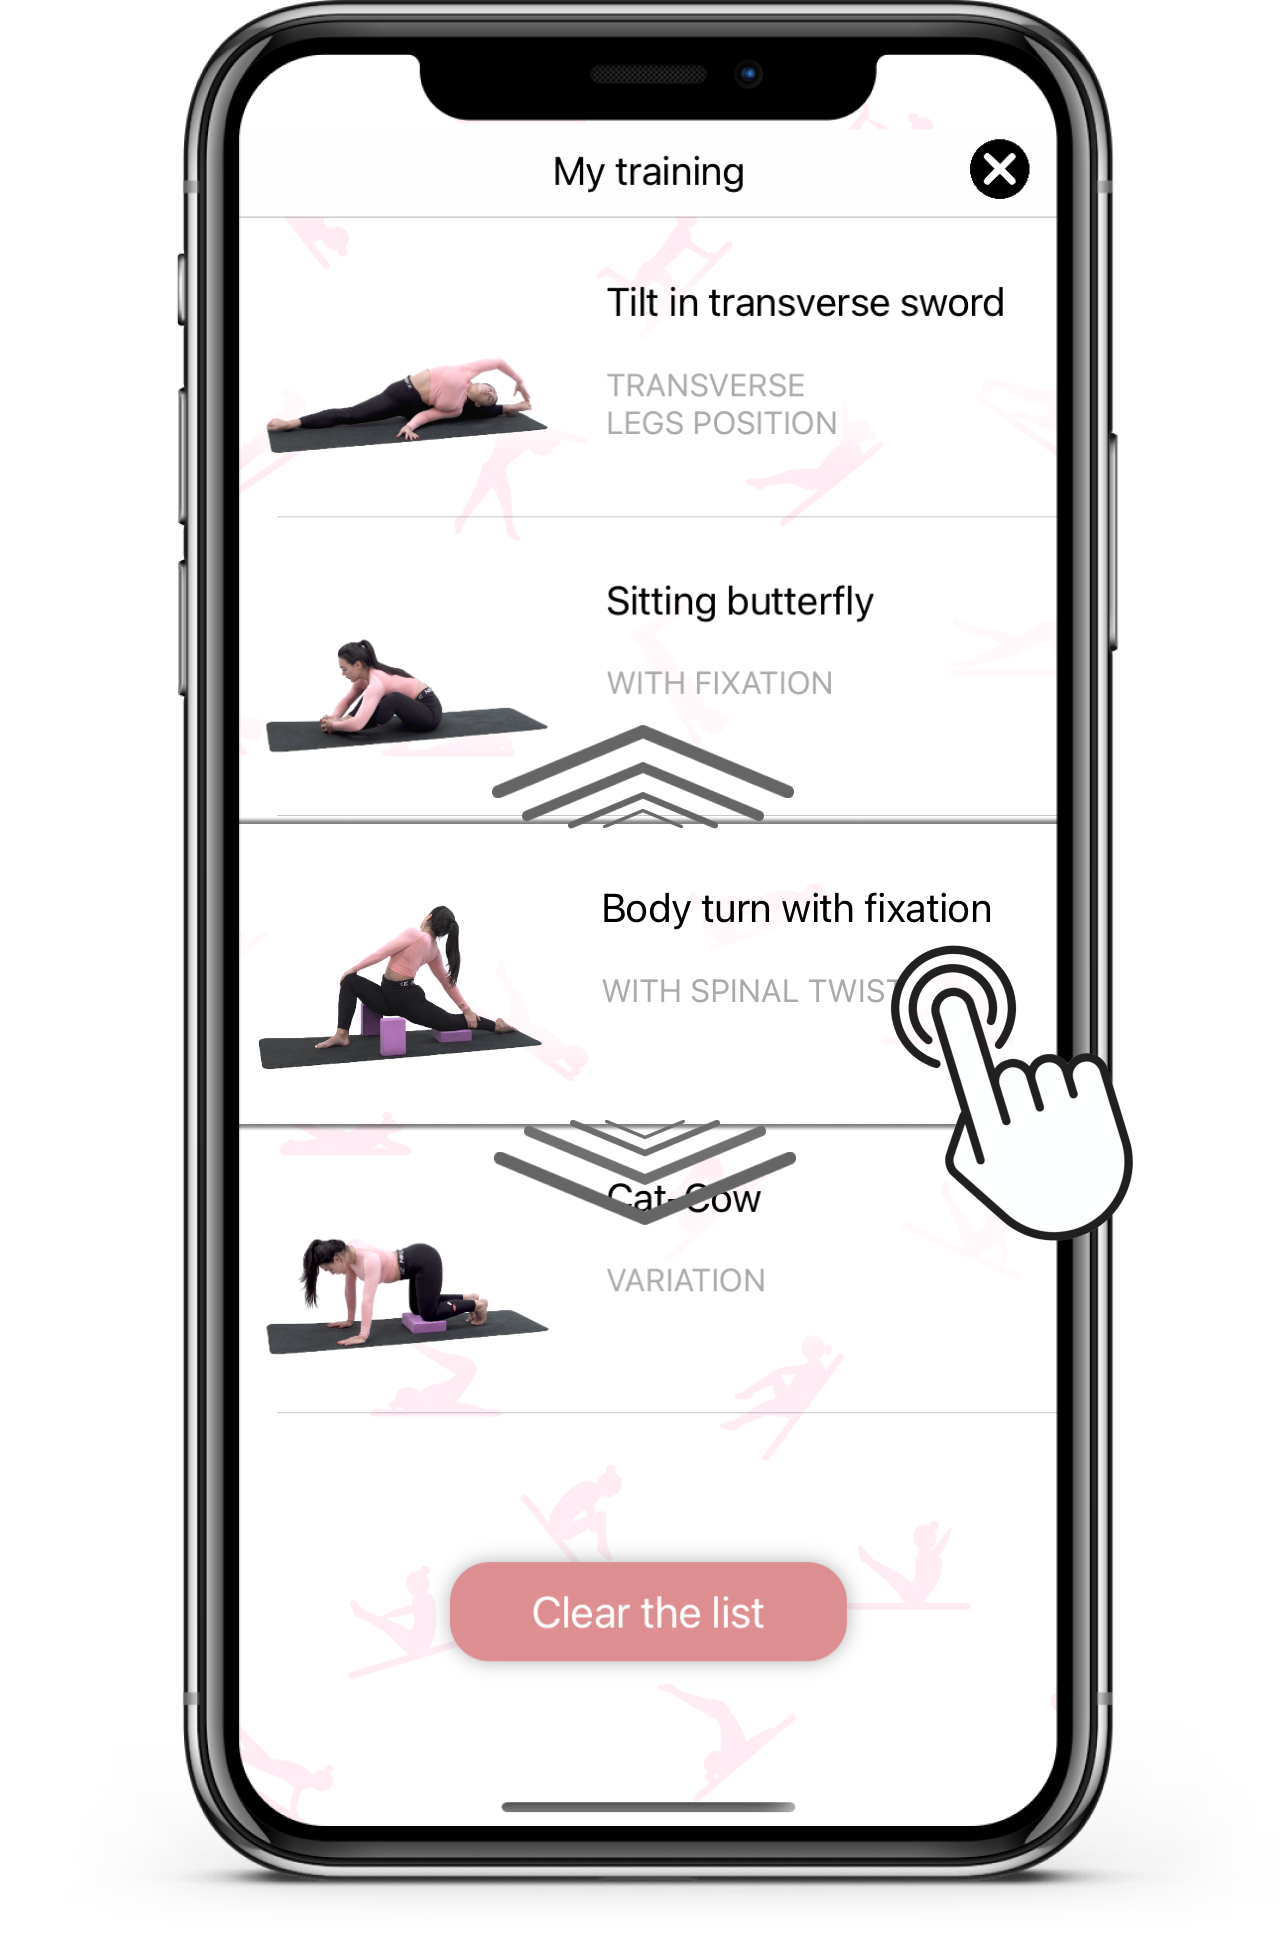 My training
Tilt in transverse sword
TRANSVERSE
LEGS POSITION
Sitting butterfly
WITH FIXATION
Body turn with fixation
WITH SPINAL TWIST
Cat-Cow
VARIATION
Clear the list